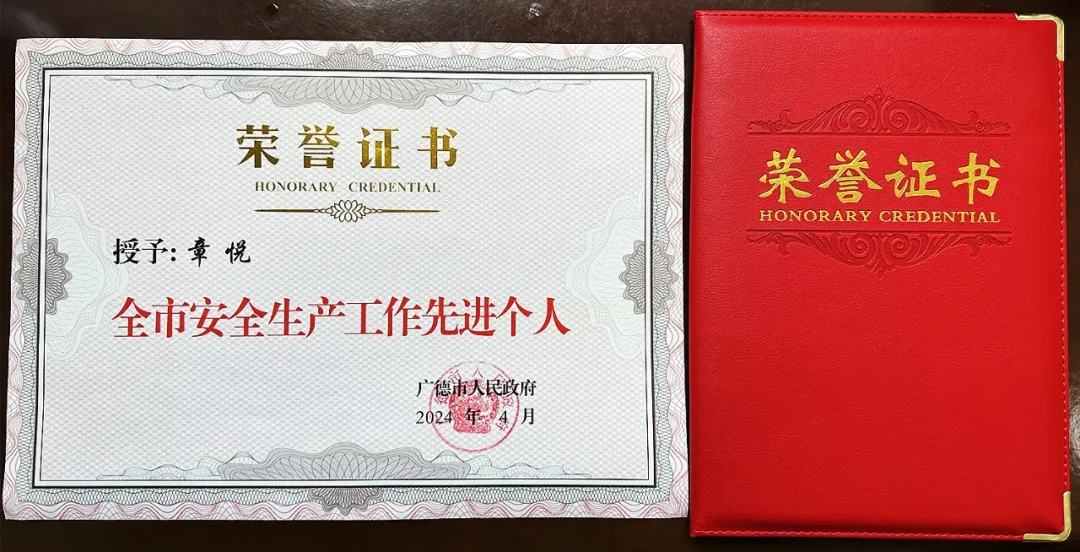 荣誉证书
HONORARY CREDENTIAL
授予:章悦
全市安全生产工作先进个人
广德市人民政府
2024 年 4 月
荣誉证书
HONORARY CREDENTIAL